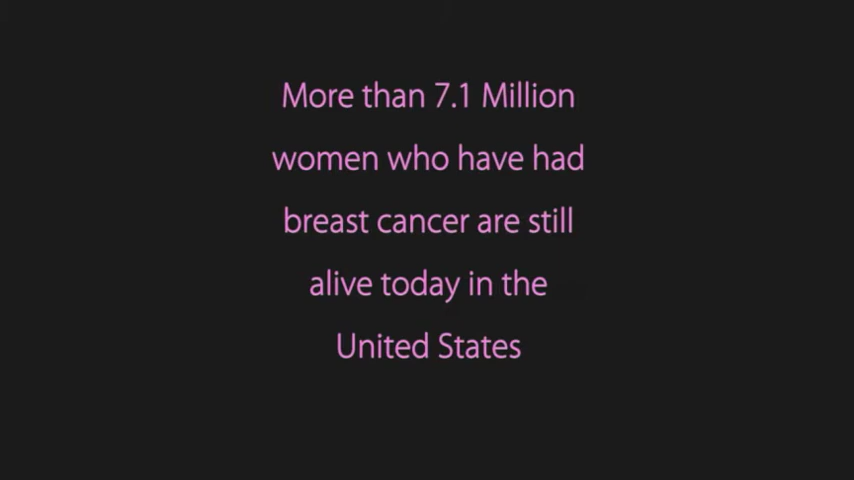 More than 7.1 Million
women who have had
breast cancer are still
alive today in the
United States